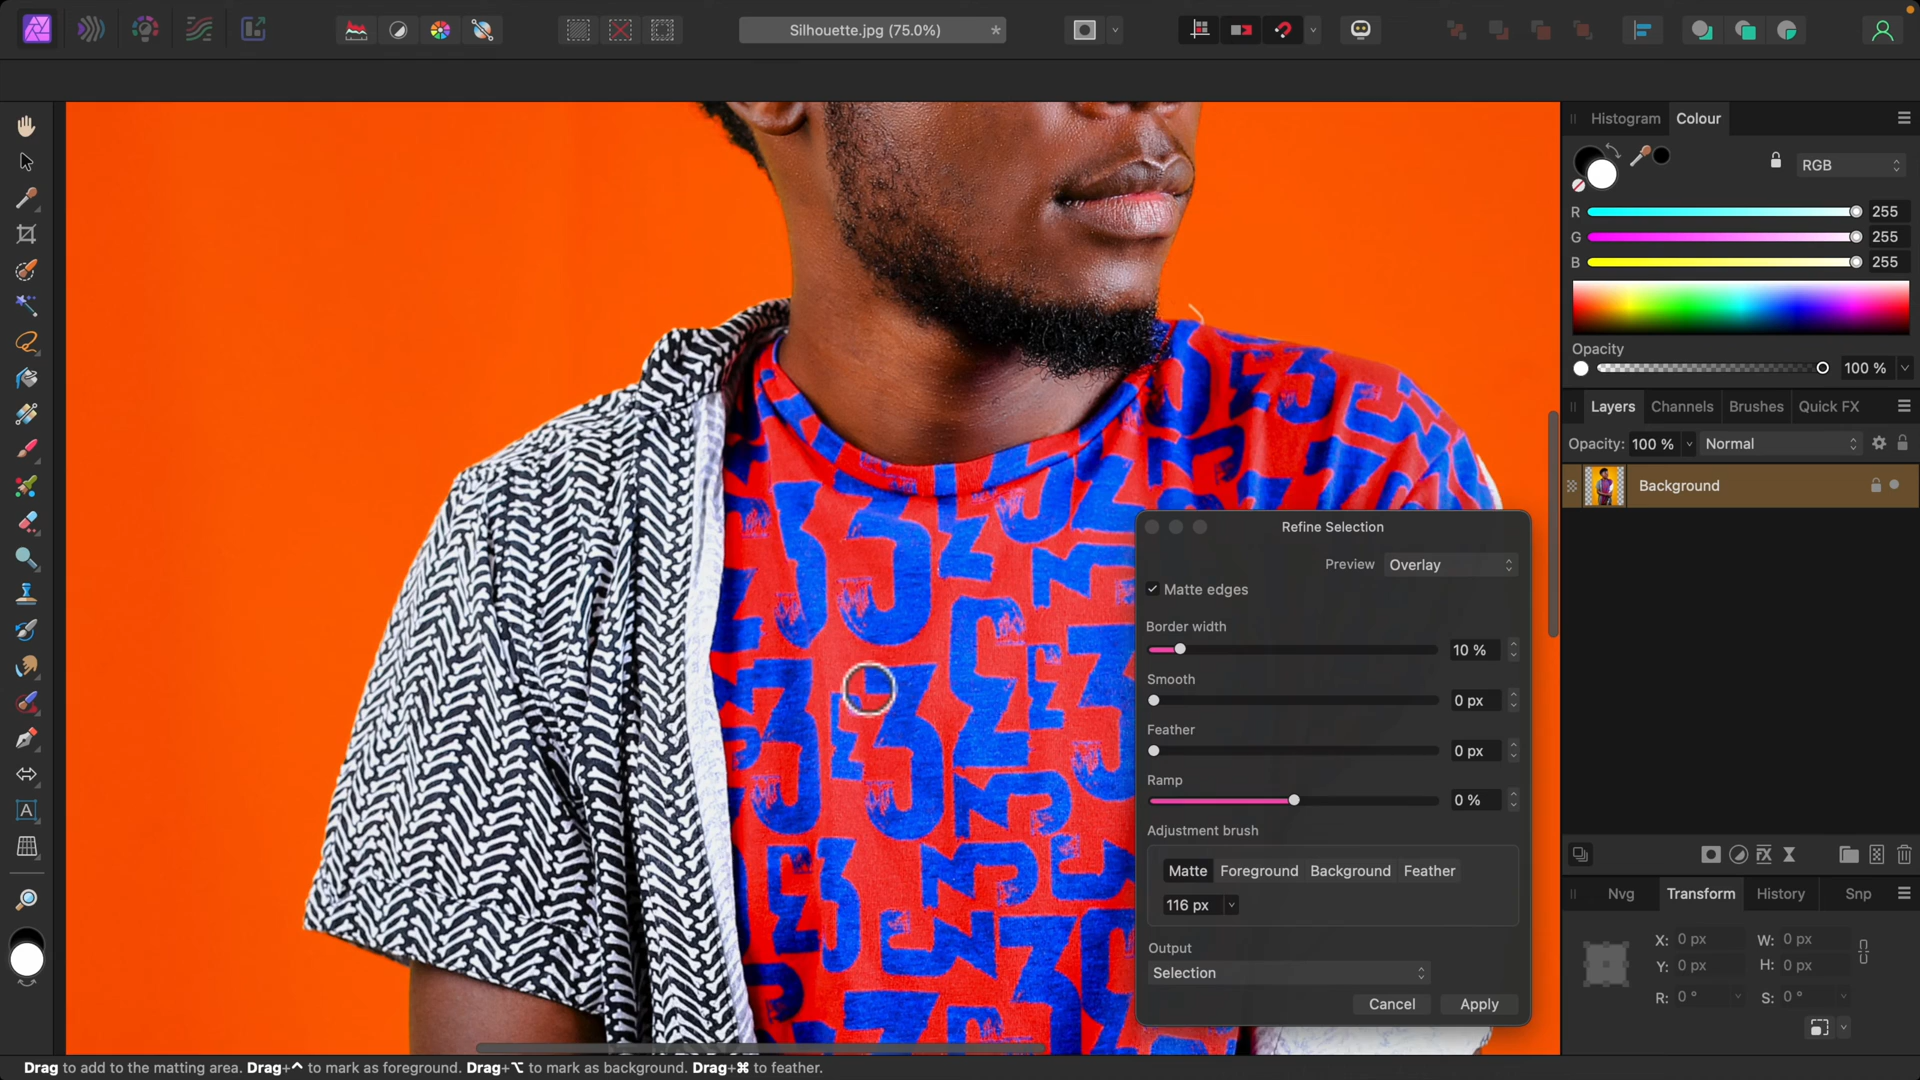 Silhouette.jpg (75.0%)
*
Histogram
Colour
RGB
R
255
G
255
B
255
Opacity
100 %
Layers
Channels
Brushes
Quick FX
Opacity:
100 %
Normal
Background
Refine Selection
Preview
Overlay
Matte edges
Border width
10 %
Smooth
0 px
Feather
0 px
Ramp
0 %
Adjustment brush
Matte
Foreground
Background
Feather
116 px
Output
Selection
Cancel
Apply
FX
A
Nvg
Transform
History
Snp
X: 0 px
W: 0 px
Y: 0 px
H: 0 px
R: 0 °
S: 0 °
Drag to add to the matting area. Drag+⌃ to mark as foreground. Drag+⌥ to mark as background. Drag+⌘ to feather.